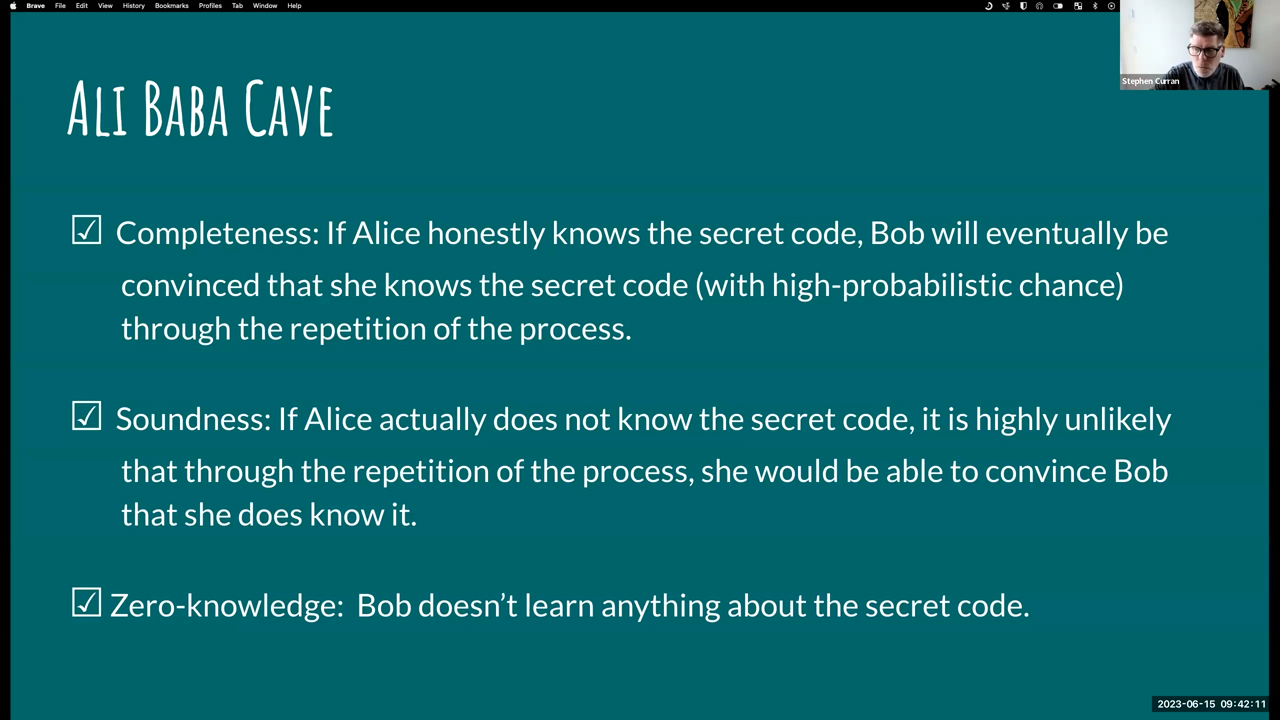 Brave File Edit View History Bookmarks Profiles Tab Window Help
Stephen Curran
ALI BABA CAVE
☑ Completeness: If Alice honestly knows the secret code, Bob will eventually be
convinced that she knows the secret code (with high-probabilistic chance)
through the repetition of the process.
☑ Soundness: If Alice actually does not know the secret code, it is highly unlikely
that through the repetition of the process, she would be able to convince Bob
that she does know it.
☑ Zero-knowledge: Bob doesn’t learn anything about the secret code.
2023-06-15 09:42:11